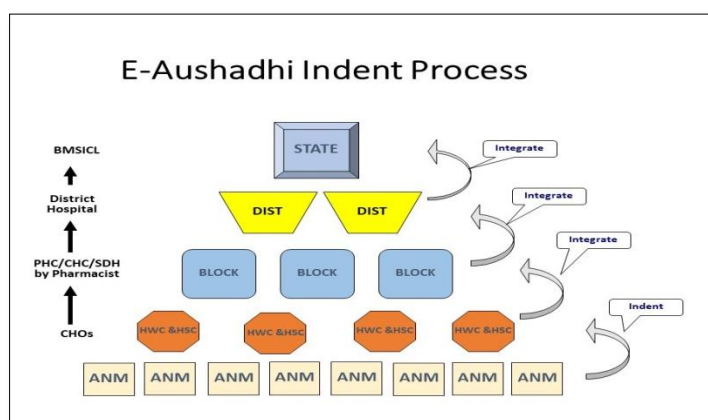 E-Aushadhi Indent Process
BMSICL
STATE
Integrate
District
Hospital
DIST DIST
Integrate
PHC/CHC/SDH
by Pharmacist
BLOCK BLOCK BLOCK
Integrate
CHOs
HWC &HSC HWC &HSC HWC &HSC HWC &HSC
Indent
ANM ANM ANM ANM ANM ANM ANM ANM